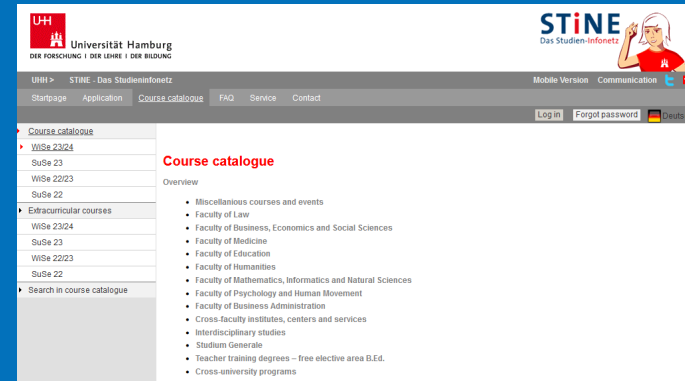 UHH
Universität Hamburg
DER FORSCHUNG I DER LEHRE I DER BILDUNG
STiNE
Das Studien-Infonetz
UHH > STiNE - Das Studieninfonetz
Mobile Version Communication
Startpage Application Course catalogue FAQ Service Contact
Log in Forgot password Deuts
Course catalogue
WiSe 23/24
SuSe 23
WiSe 22/23
SuSe 22
Extracurricular courses
WiSe 23/24
SuSe 23
WiSe 22/23
SuSe 22
Search in course catalogue
Course catalogue
Overview
Miscellanious courses and events
Faculty of Law
Faculty of Business, Economics and Social Sciences
Faculty of Medicine
Faculty of Education
Faculty of Humanities
Faculty of Mathematics, Informatics and Natural Sciences
Faculty of Psychology and Human Movement
Faculty of Business Administration
Cross-faculty institutes, centers and services
Interdisciplinary studies
Studium Generale
Teacher training degrees – free elective area B.Ed.
Cross-university programs